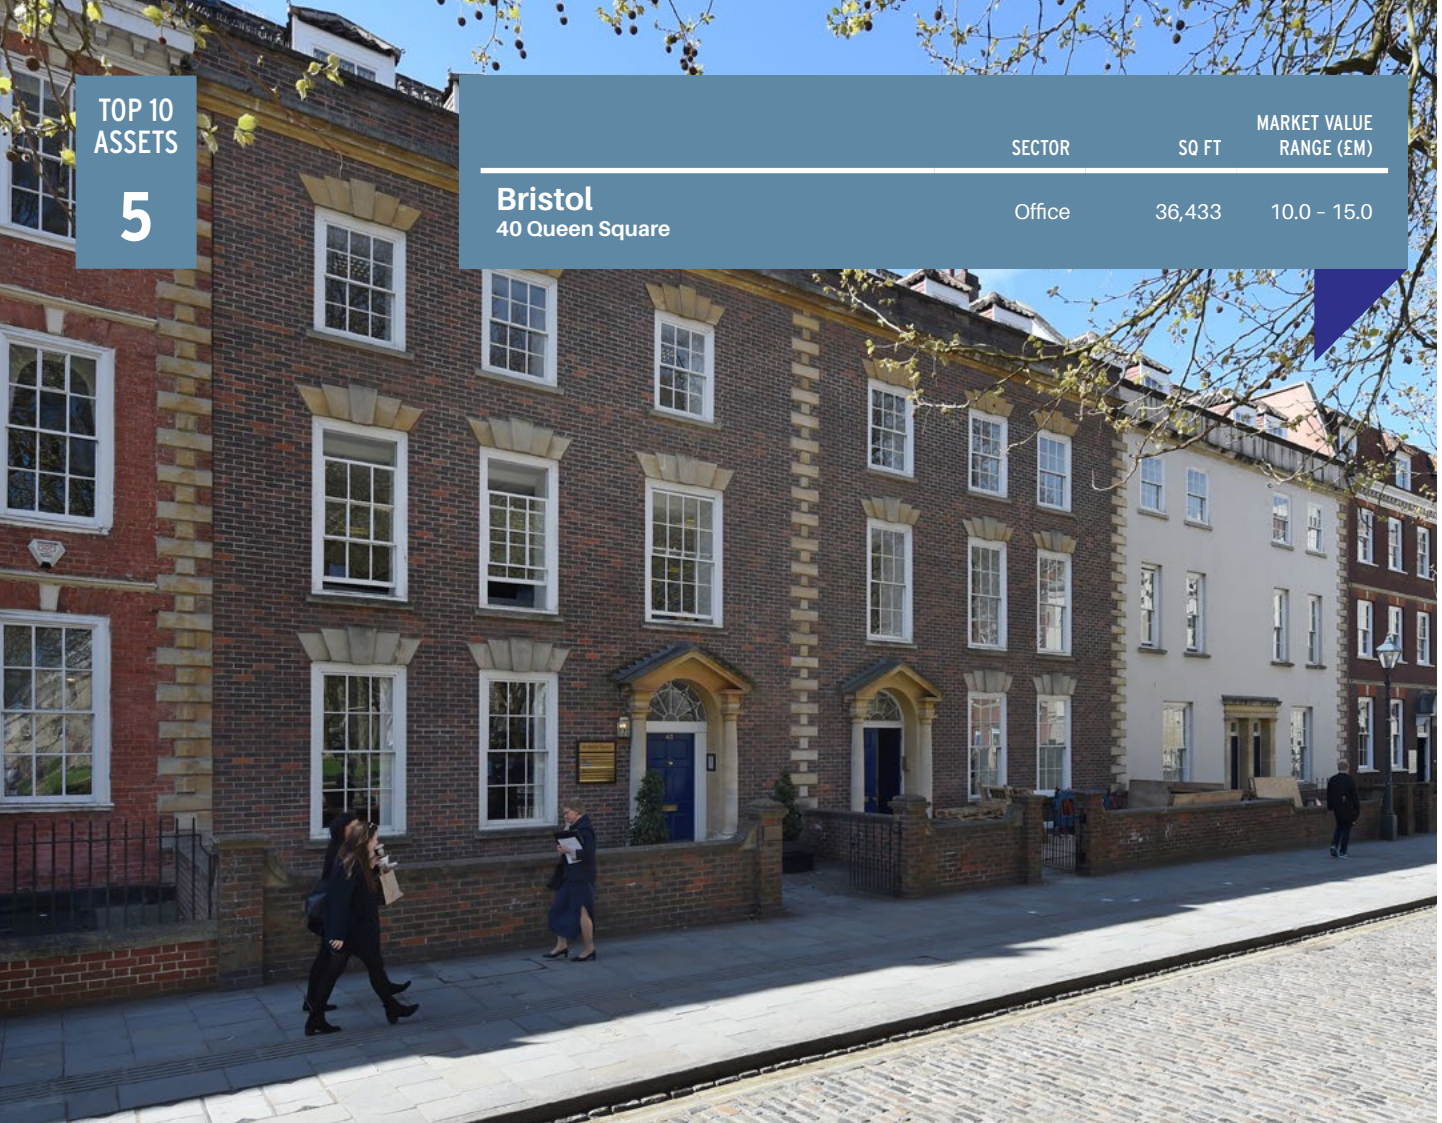 TOP 10
ASSETS
5
SECTOR
SQ FT
MARKET VALUE
RANGE (£M)
Bristol
40 Queen Square
Office
36,433
10.0 – 15.0